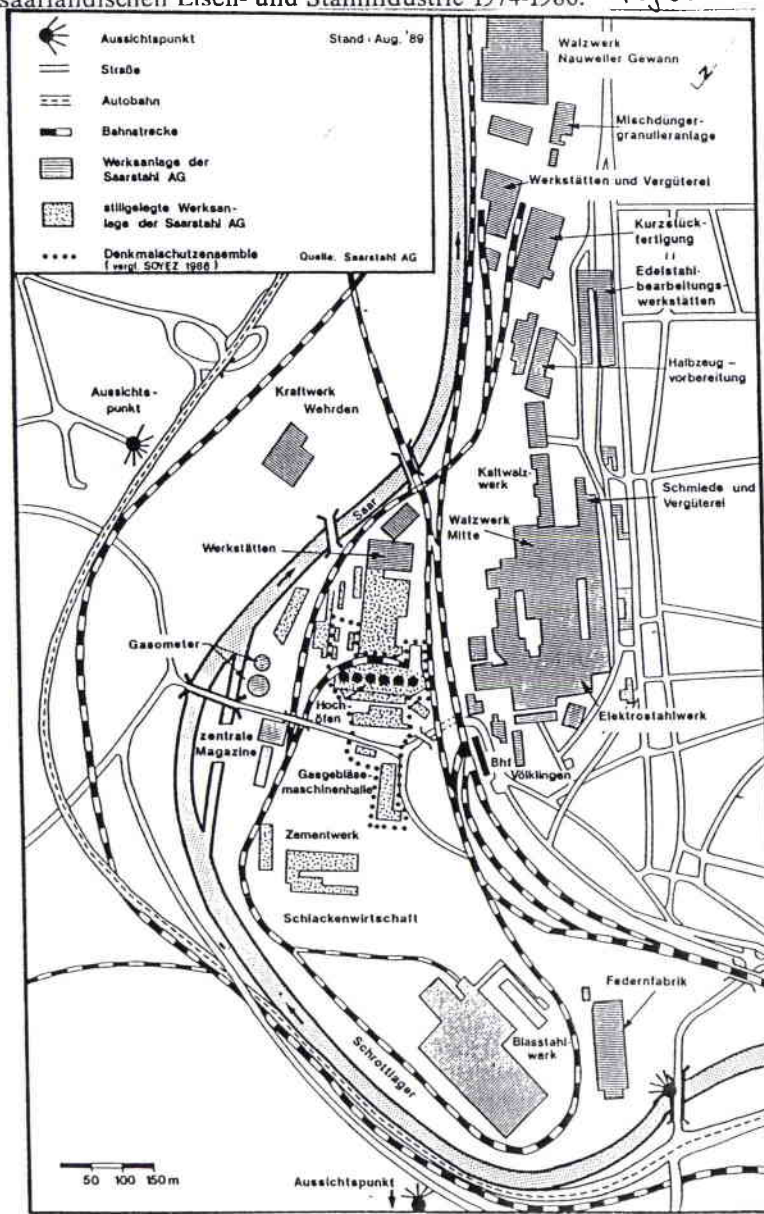 saarländischen Eisen- und Stahlindustrie 1974-1986.
Aussichtspunkt
Stand: Aug. '89
Straße
Autobahn
Bahnstrecke
Werksanlage der
Saarstahl AG
stillgelegte Werksan-
lage der Saarstahl AG
Denkmalschutzensemble
(vergl. SOYEZ 1986)
Quelle: Saarstahl AG
Walzwerk
Nauweiler Gewann
Mischdünger-
granulieranlage
Werkstätten und Vergüterei
Kurzstück-
fertigung
Edelstahl-
bearbeitungs-
werkstätten
Halbzeug-
vorbereitung
Aussichts-
punkt
Kraftwerk
Wehrden
Kaltwalz-
werk
Schmiede und
Vergüterei
Walzwerk
Mitte
Saar
Werkstätten
Gasometer
Hoch-
öfen
Elektrostahlwerk
zentrale
Magazine
Bhf
Völklingen
Gasgebläse-
maschinenhalle
Zementwerk
Schlackenwirtschaft
Federnfabrik
Blasstahl-
werk
Schrottlager
50 100 150 m
Aussichtspunkt